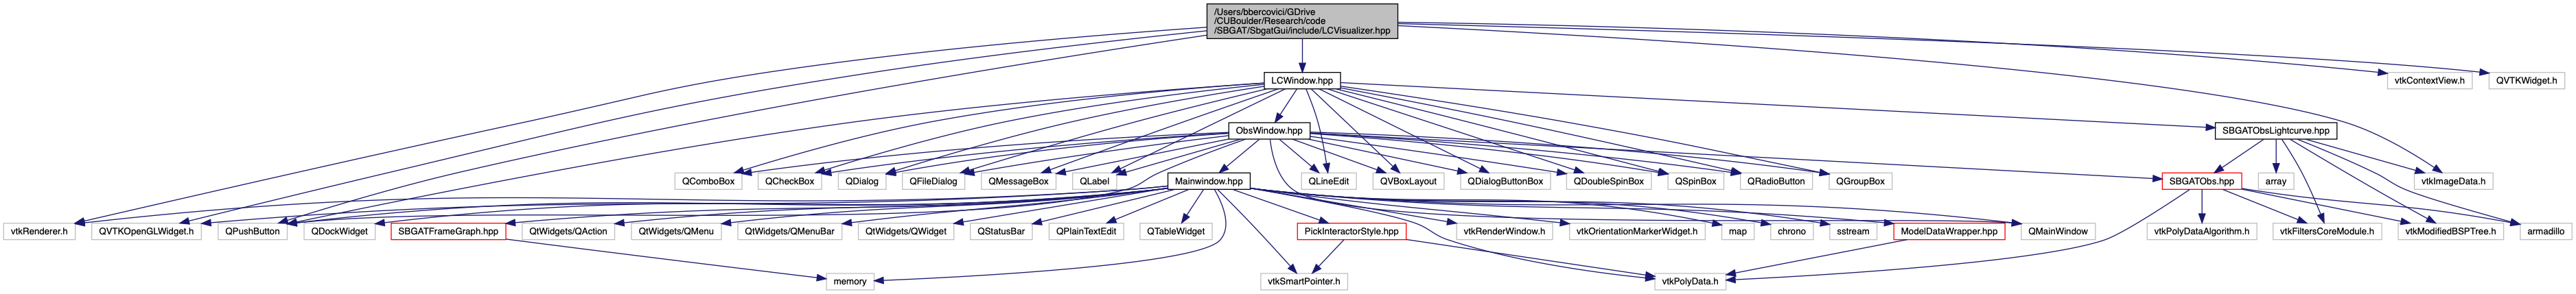 /Users/bbercovici/GDrive
/CUBoulder/Research/code
/SBGAT/SbgatGui/include/LCVisualizer.hpp
LCWindow.hpp
vtkContextView.h
QVTKWidget.h
ObsWindow.hpp
SBGATObsLightcurve.hpp
QComboBox
QCheckBox
QDialog
QFileDialog
QMessageBox
QLabel
Mainwindow.hpp
QLineEdit
QVBoxLayout
QDialogButtonBox
QDoubleSpinBox
QSpinBox
QRadioButton
QGroupBox
SBGATObs.hpp
array
vtkImageData.h
vtkRenderer.h
QVTKOpenGLWidget.h
QPushButton
QDockWidget
SBGATFrameGraph.hpp
QtWidgets/QAction
QtWidgets/QMenu
QtWidgets/QMenuBar
QtWidgets/QWidget
QStatusBar
QPlainTextEdit
QTableWidget
PickInteractorStyle.hpp
vtkRenderWindow.h
vtkOrientationMarkerWidget.h
map
chrono
sstream
ModelDataWrapper.hpp
QMainWindow
vtkPolyDataAlgorithm.h
vtkFiltersCoreModule.h
vtkModifiedBSPTree.h
armadillo
memory
vtkSmartPointer.h
vtkPolyData.h